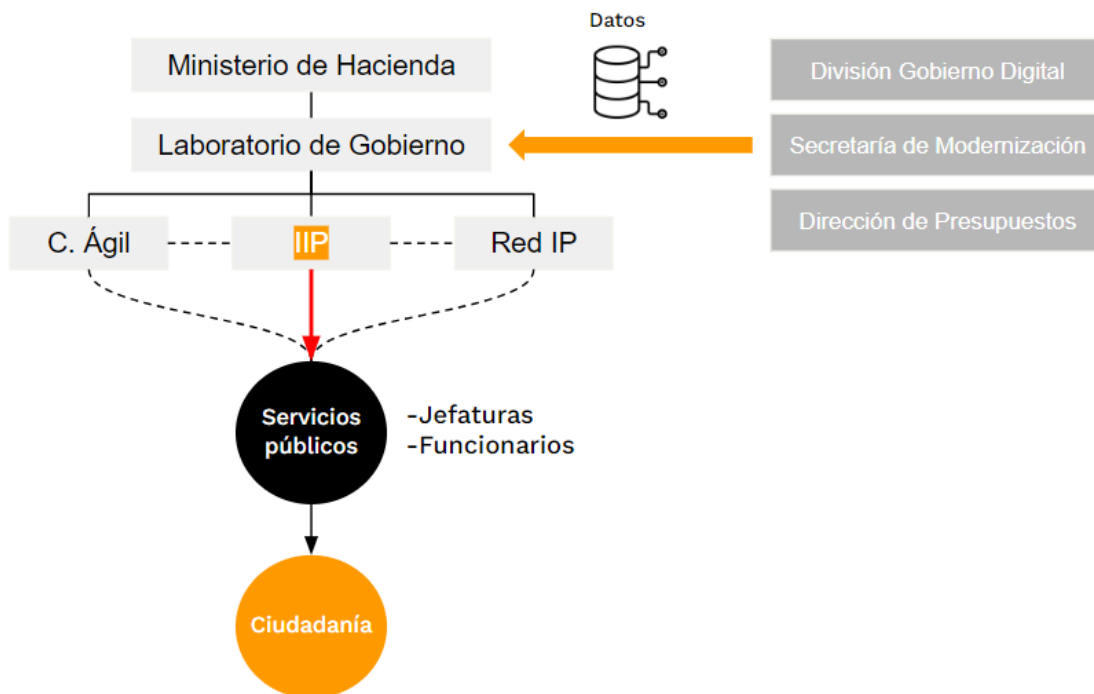 Datos
Ministerio de Hacienda
División Gobierno Digital
Laboratorio de Gobierno
Secretaría de Modernización
Dirección de Presupuestos
C. Ágil
IIP
Red IP
Servicios
públicos
-Jefaturas
-Funcionarios
Ciudadanía